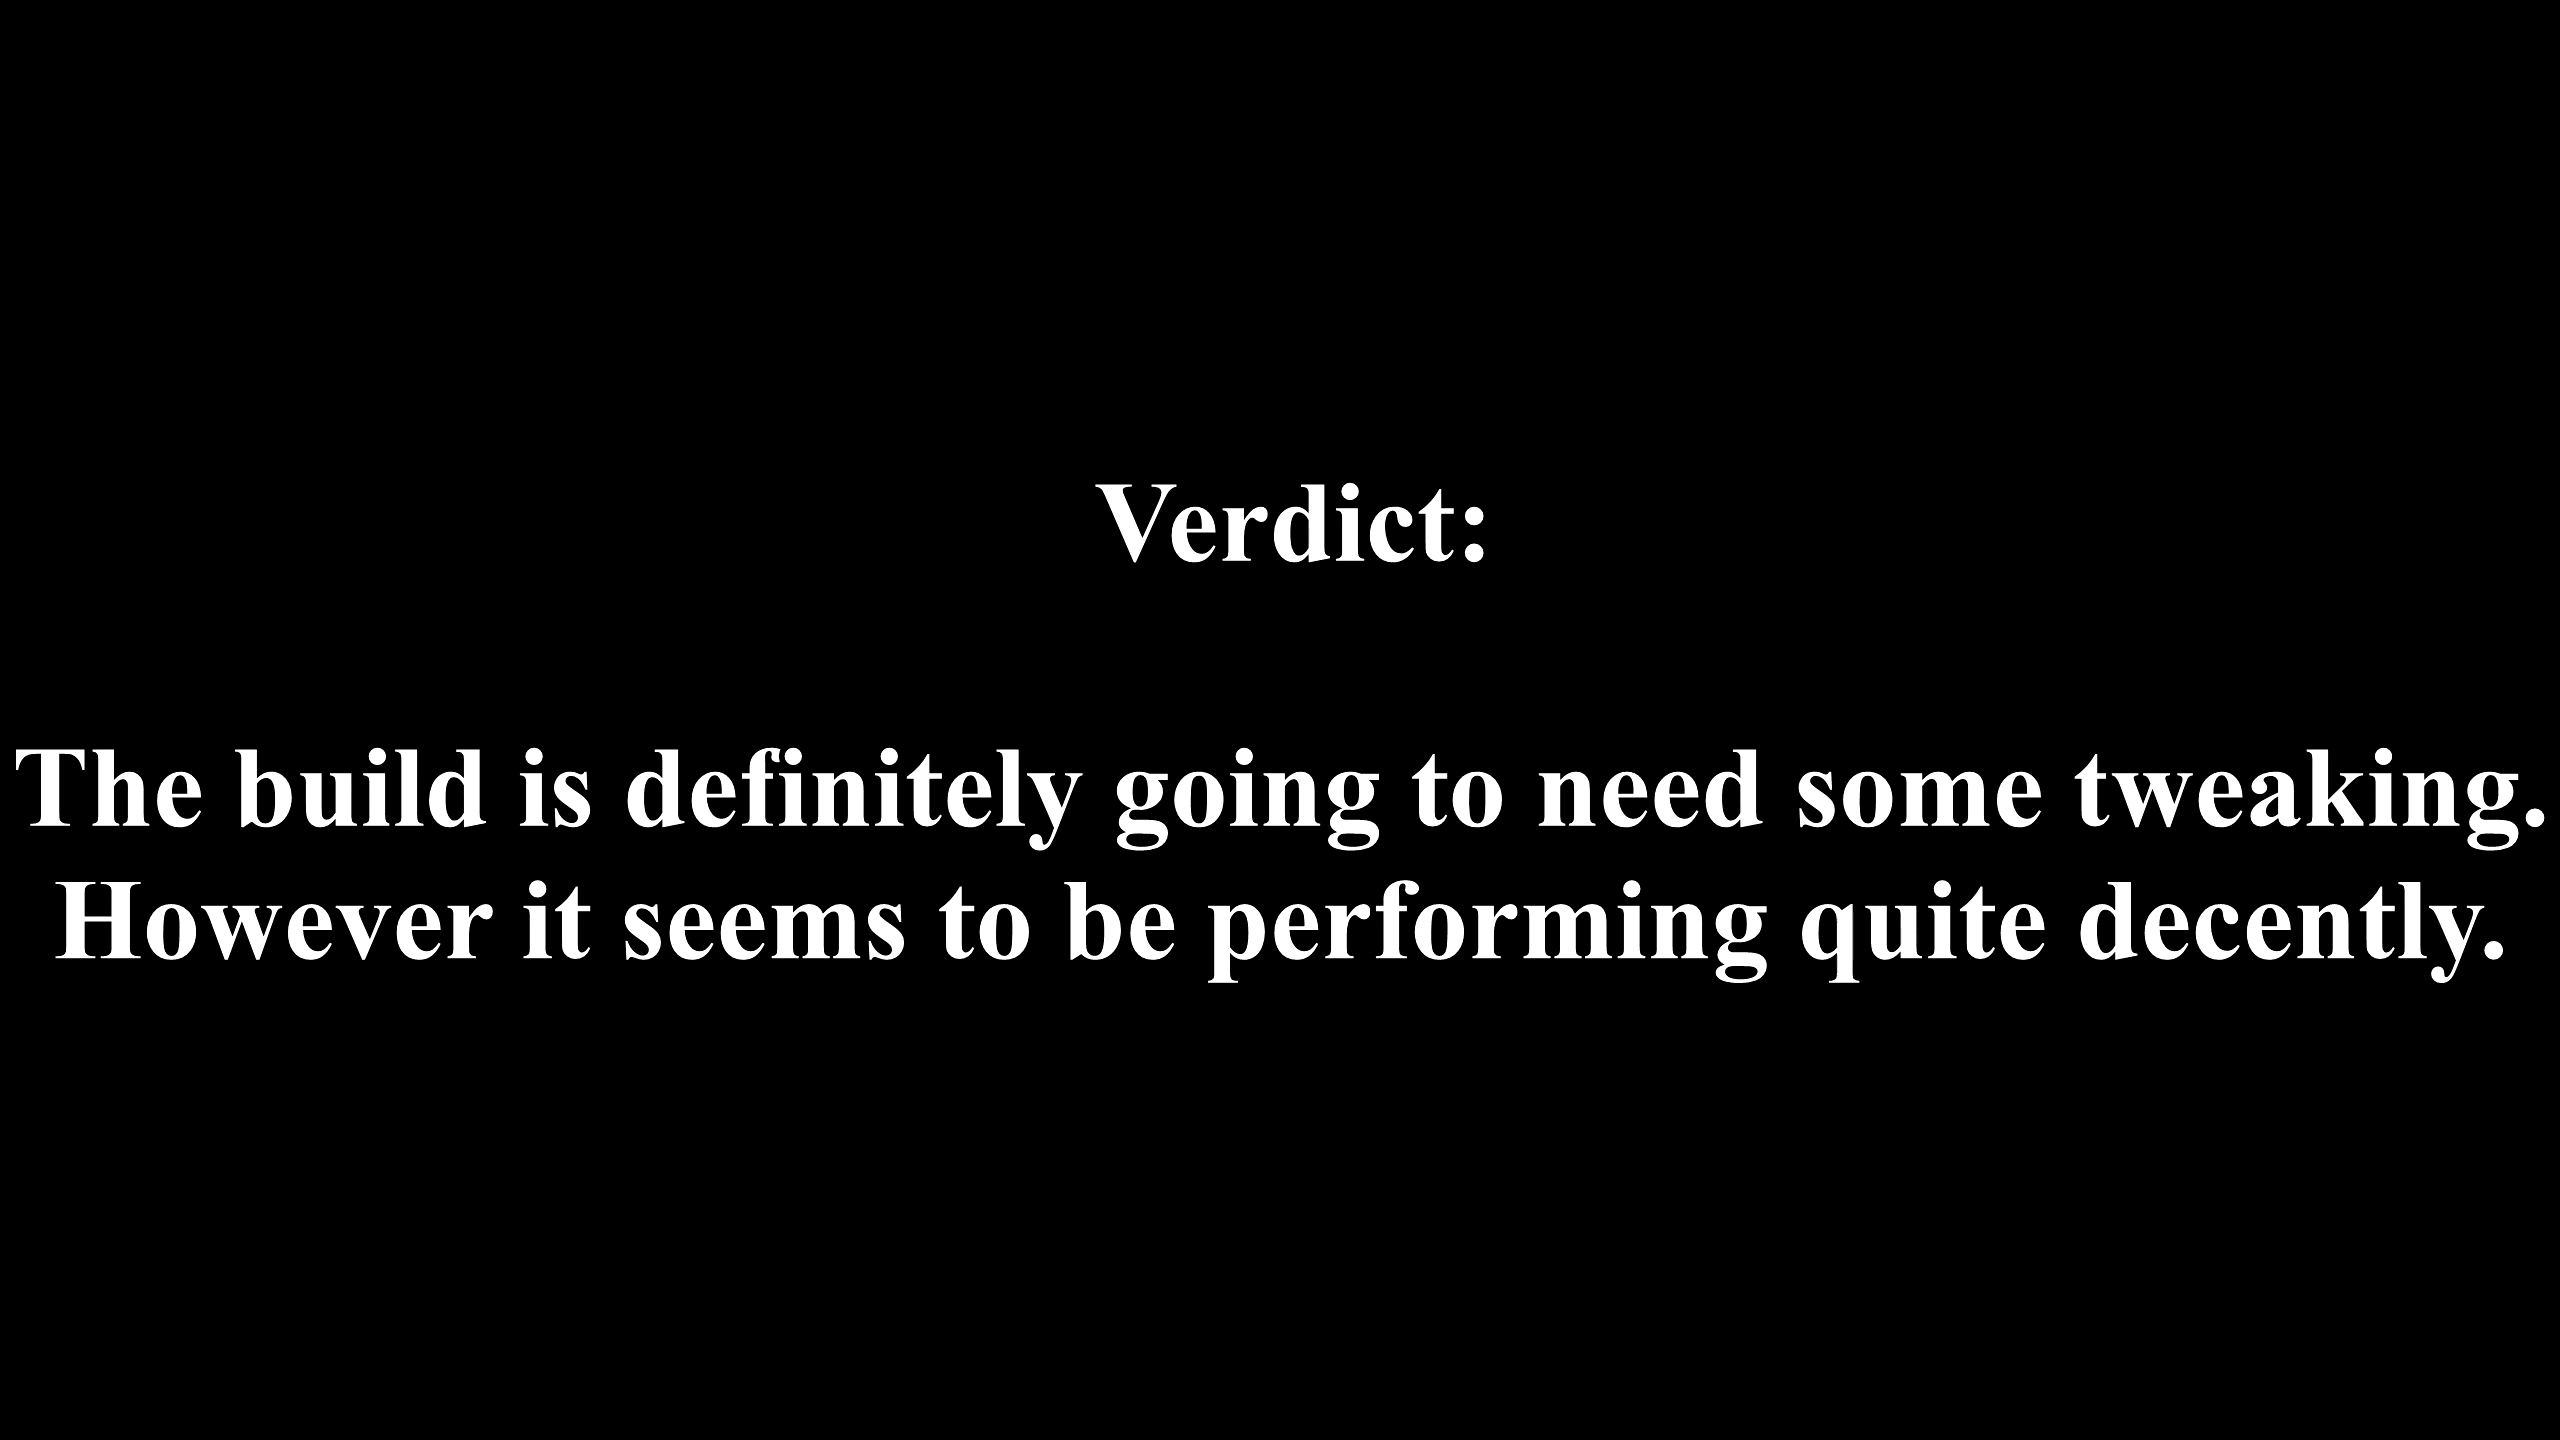 Verdict:
The build is definitely going to need some tweaking.
However it seems to be performing quite decently.